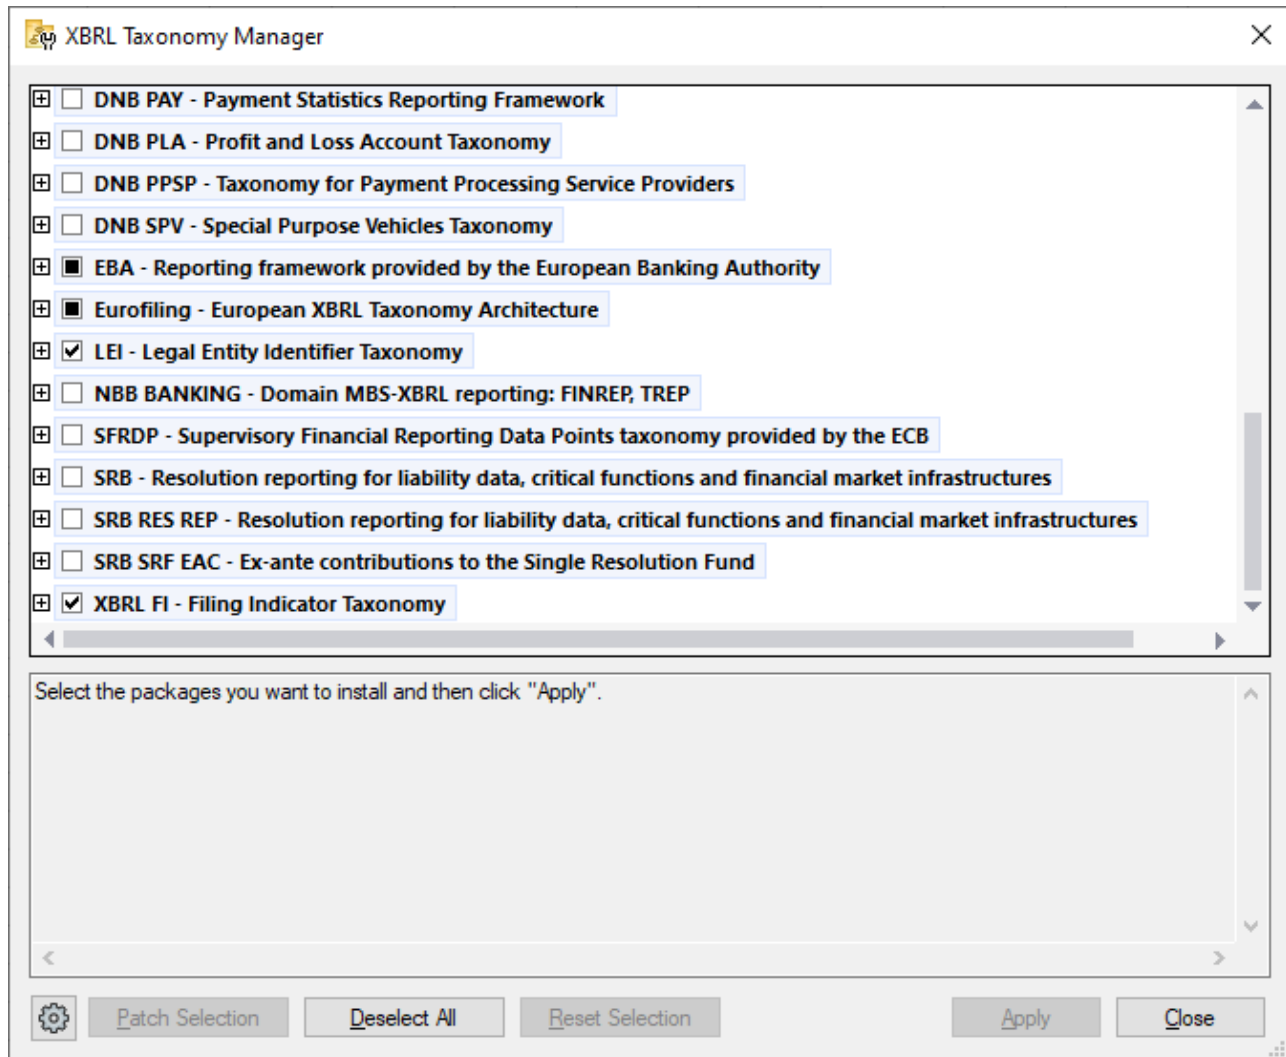 XBRL Taxonomy Manager
DNB PAY - Payment Statistics Reporting Framework
DNB PLA - Profit and Loss Account Taxonomy
DNB PPSP - Taxonomy for Payment Processing Service Providers
DNB SPV - Special Purpose Vehicles Taxonomy
EBA - Reporting framework provided by the European Banking Authority
Eurofiling - European XBRL Taxonomy Architecture
LEI - Legal Entity Identifier Taxonomy
NBB BANKING - Domain MBS-XBRL reporting: FINREP, TREP
SFRDP - Supervisory Financial Reporting Data Points taxonomy provided by the ECB
SRB - Resolution reporting for liability data, critical functions and financial market infrastructures
SRB RES REP - Resolution reporting for liability data, critical functions and financial market infrastructures
SRB SRF EAC - Ex-ante contributions to the Single Resolution Fund
XBRL FI - Filing Indicator Taxonomy
Select the packages you want to install and then click "Apply".
Patch Selection Deselect All Reset Selection Apply Close